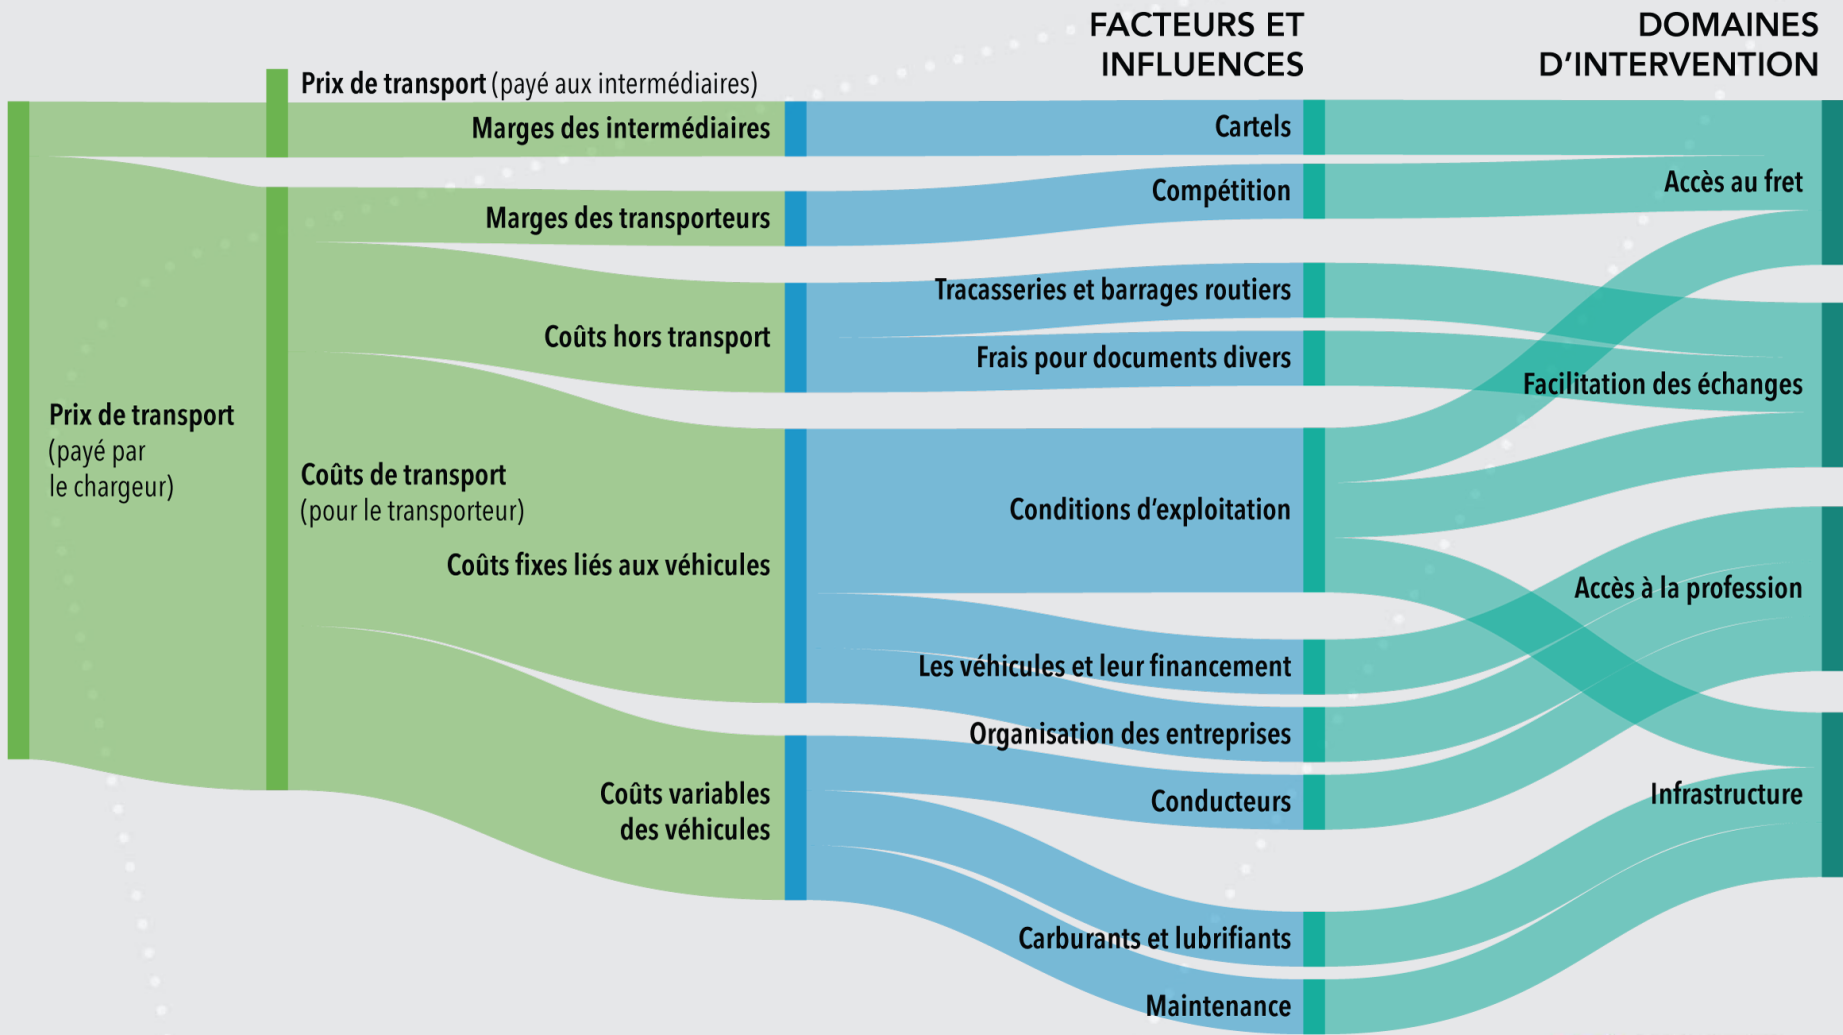 FACTEURS ET
INFLUENCES
DOMAINES
D’INTERVENTION
Prix de transport
(payé par
le chargeur)
Prix de transport (payé aux intermédiaires)
Coûts de transport
(pour le transporteur)
Marges des intermédiaires
Marges des transporteurs
Coûts hors transport
Coûts fixes liés aux véhicules
Coûts variables
des véhicules
Cartels
Compétition
Tracasseries et barrages routiers
Frais pour documents divers
Conditions d’exploitation
Les véhicules et leur financement
Organisation des entreprises
Conducteurs
Carburants et lubrifiants
Maintenance
Accès au fret
Facilitation des échanges
Accès à la profession
Infrastructure